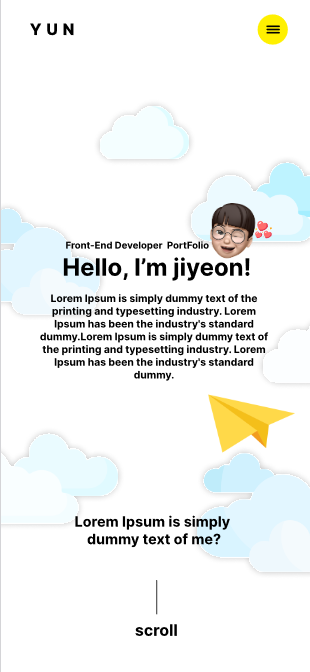 YUN
Front-End Developer PortFolio
Hello, I’m jiyeon!
Lorem Ipsum is simply dummy text of the
printing and typesetting industry. Lorem
Ipsum has been the industry's standard
dummy.Lorem Ipsum is simply dummy text of
the printing and typesetting industry. Lorem
Ipsum has been the industry's standard
dummy.
Lorem Ipsum is simply
dummy text of me?
scroll